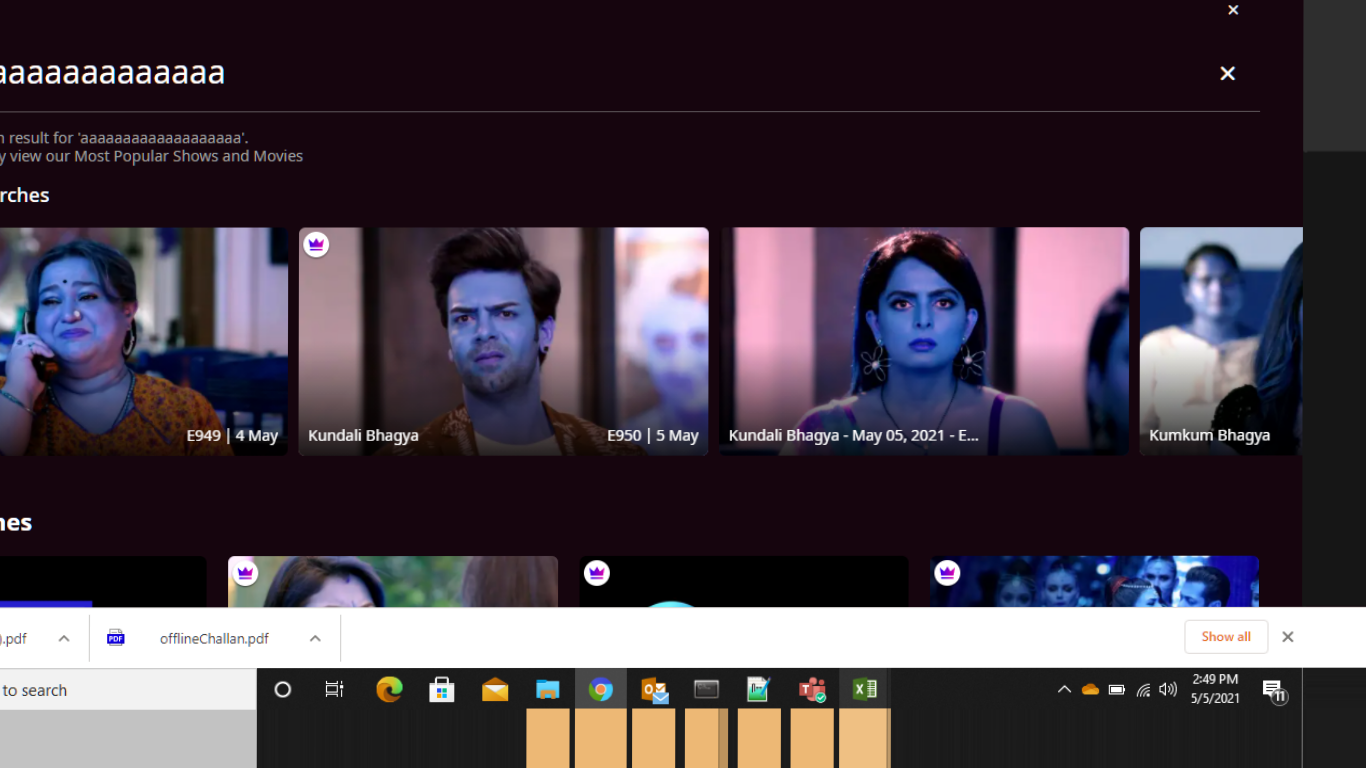 aaaaaaaaaaaaaa
result for 'aaaaaaaaaaaaaaaaaaa'.
view our Most Popular Shows and Movies
rches
E949 | 4 May
Kundali Bhagya
E950 | 5 May
Kundali Bhagya - May 05, 2021 - E...
Kumkum Bhagya
nes
).pdf
PDF
offlineChallan.pdf
Show all
to search
2:49 PM
5/5/2021
11